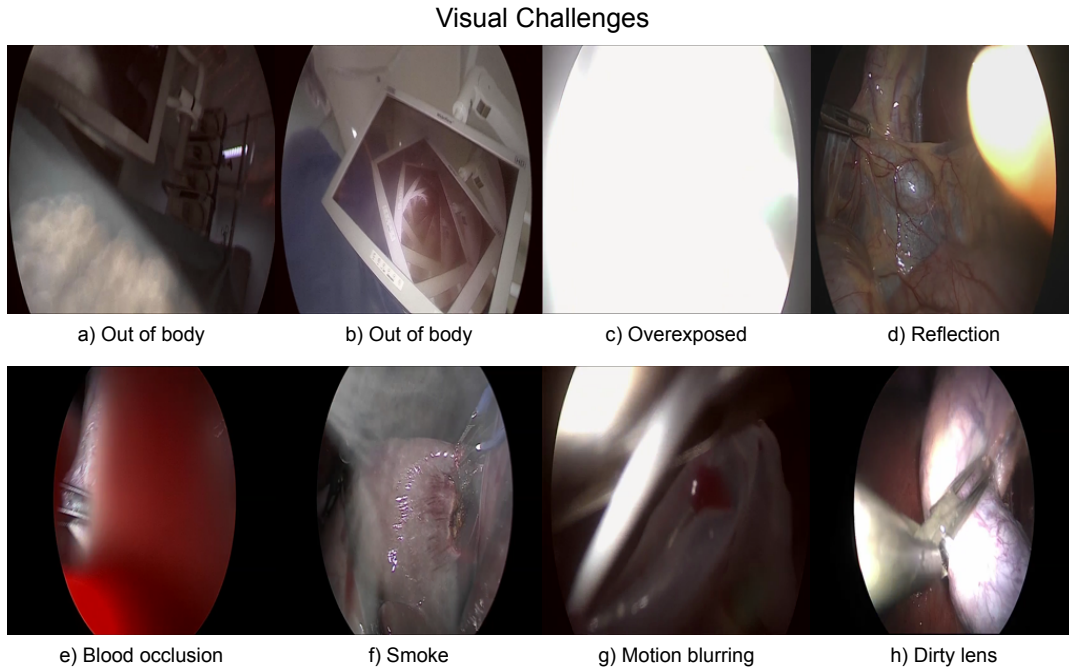 Visual Challenges
a) Out of body
b) Out of body
c) Overexposed
d) Reflection
e) Blood occlusion
f) Smoke
g) Motion blurring
h) Dirty lens